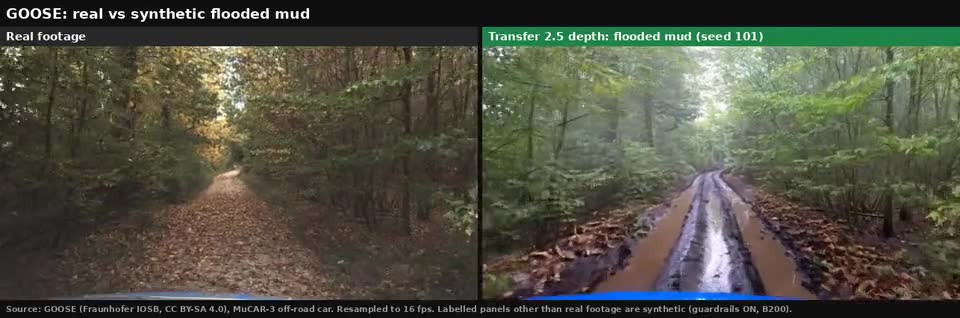 GOOSE: real vs synthetic flooded mud
Real footage
Transfer 2.5 depth: flooded mud (seed 101)
Source: GOOSE (Fraunhofer IOSB, CC BY-SA 4.0), MuCAR-3 off-road car. Resampled to 16 fps. Labelled panels other than real footage are synthetic (guardrails ON, B200).